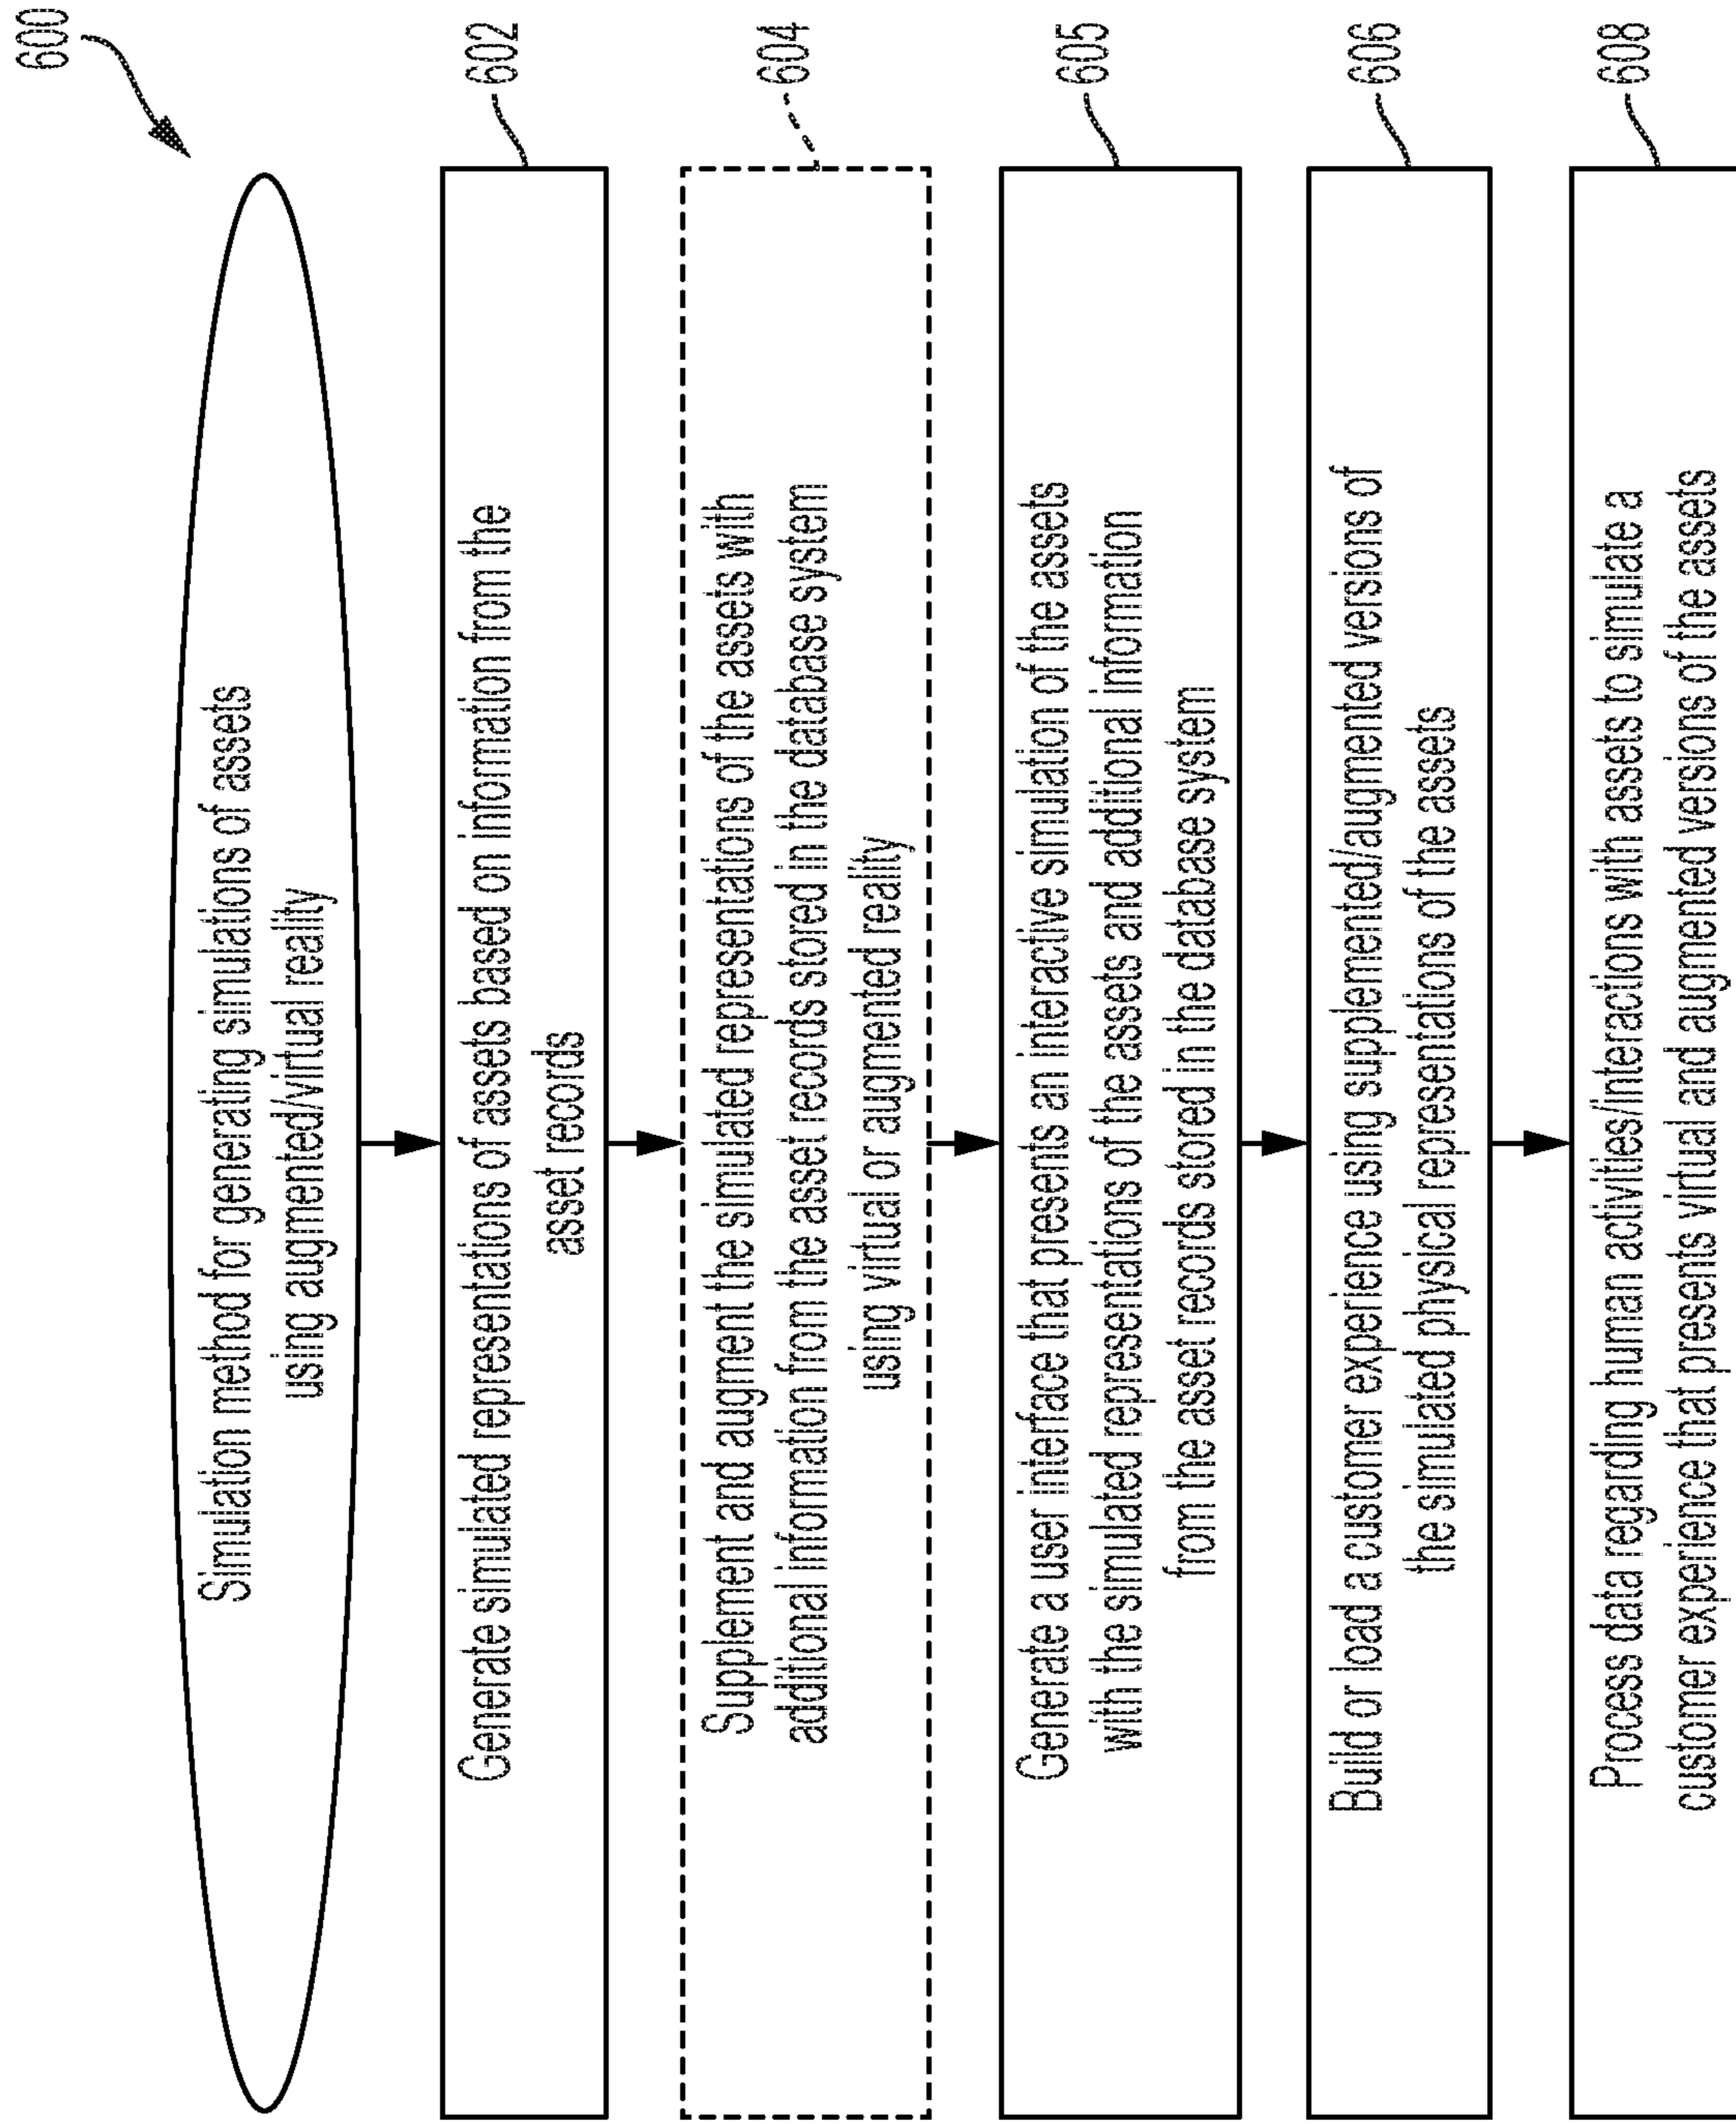 600
Simulation method for generating simulations of assets
using augmented/virtual reality
602
Generate simulated representations of assets based on information from the
asset records
604
Supplement and augment the simulated representations of the assets with
additional information from the asset records stored in the database system
using virtual or augmented reality
605
Generate a user interface that presents an interactive simulation of the assets
with the simulated representations of the assets and additional information
from the asset records stored in the database system
606
Build or load a customer experience using supplemented/augmented versions of
the simulated physical representations of the assets
608
Process data regarding human activities/interactions with assets to simulate a
customer experience that presents virtual and augmented versions of the assets